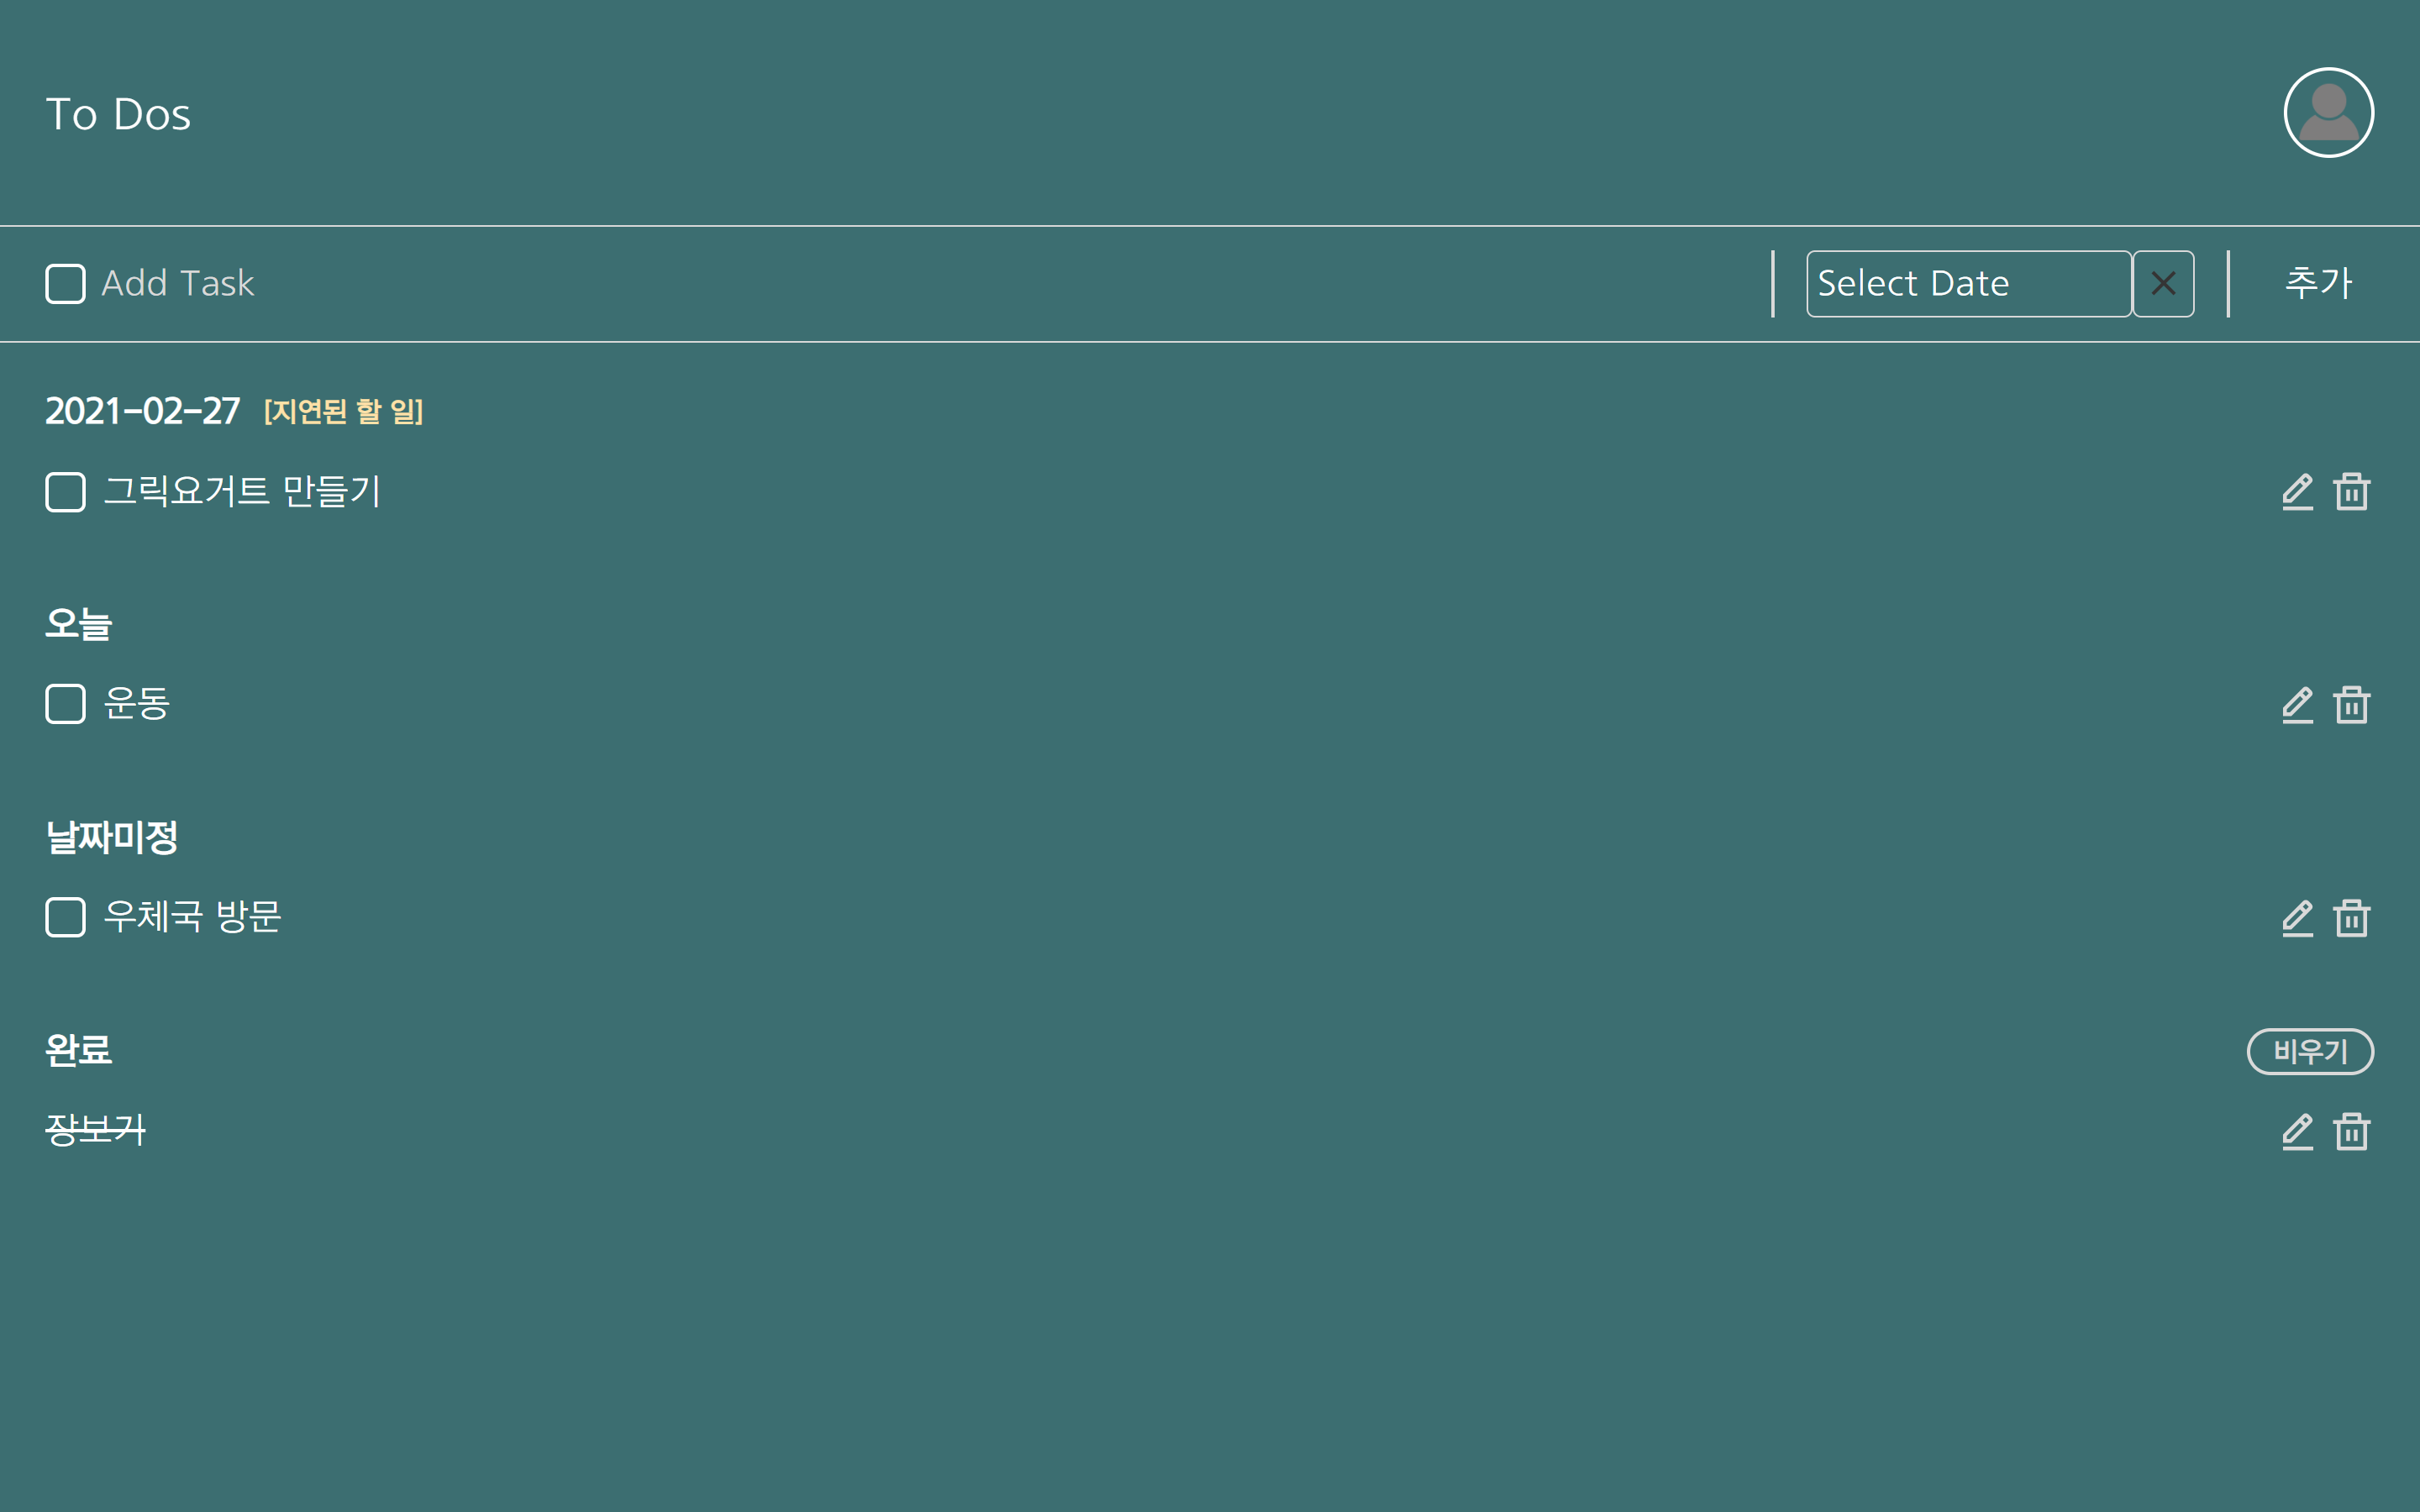 To Dos
Add Task
Select Date
추가
2021-02-27 [지연된 할 일]
그릭요거트 만들기
오늘
운동
날짜미정
우체국 방문
완료
비우기
장보기